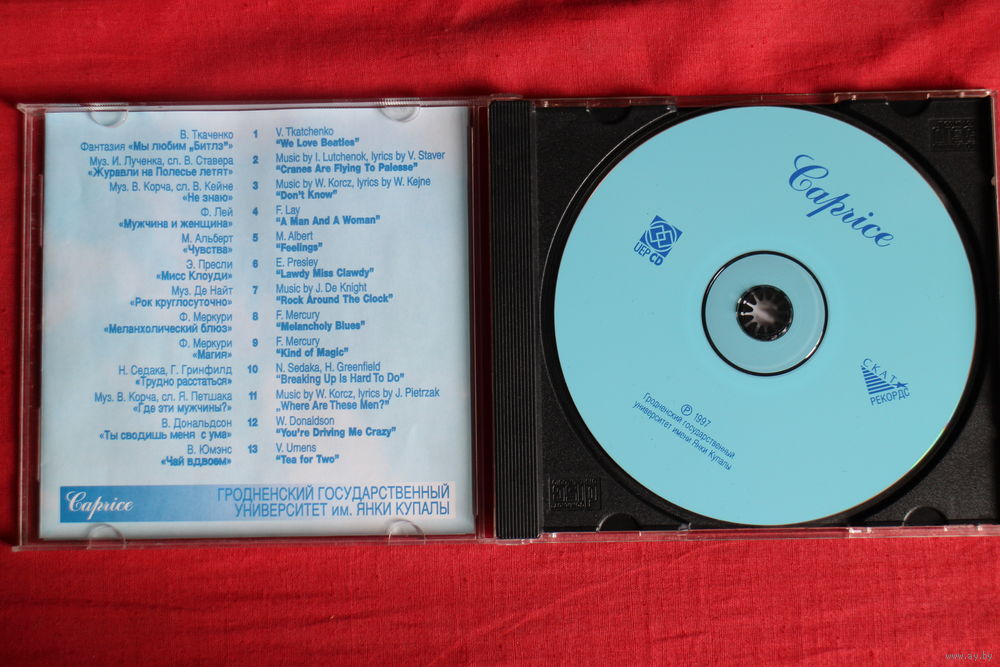 В. Ткаченко 1 V. Tkatchenko
Фантазия «Мы любим „Битлз” "We Love Beatles"
Муз. И. Лученка, сл. В. Ставера 2 Music by I. Lutchenok, lyrics by V. Staver
«Журавли на Полесье летят» "Cranes Are Flying To Palesse"
Муз. В. Корча, сл. В. Кейне 3 Music by W. Korcz, lyrics by W. Kejne
«Не знаю» "Don't Know"
Ф. Лей 4 F. Lay
«Мужчина и женщина» "A Man And A Woman"
М. Альберт 5 M. Albert
«Чувства» "Feelings"
Э. Пресли 6 E. Presley
«Мисс Клоуди» "Lawdy Miss Clawdy"
Муз. Де Найт 7 Music by J. De Knight
«Рок круглосуточно» "Rock Around The Clock"
Ф. Меркури 8 F. Mercury
«Меланхолический блюз» "Melancholy Blues"
Ф. Меркури 9 F. Mercury
«Магия» "Kind of Magic"
Н. Седака, Г. Гринфилд 10 N. Sedaka, H. Greenfield
«Трудно расстаться» "Breaking Up Is Hard To Do"
Муз. В. Корча, сл. Я. Петшака 11 Music by W. Korcz, lyrics by J. Pietrzak
«Где эти мужчины?» „Where Are These Men?"
В. Дональдсон 12 W. Donaldson
«Ты сводишь меня с ума» "You're Driving Me Crazy"
В. Юмэнс 13 V. Umens
«Чай вдвоем» "Tea for Two"
Caprice ГРОДНЕНСКИЙ ГОСУДАРСТВЕННЫЙ
УНИВЕРСИТЕТ им. ЯНКИ КУПАЛЫ
Caprice
UEP CD
СКАТ
РЕКОРДС
℗ 1997
Гродненский государственный
университет имени Янки Купалы
www.ay.by